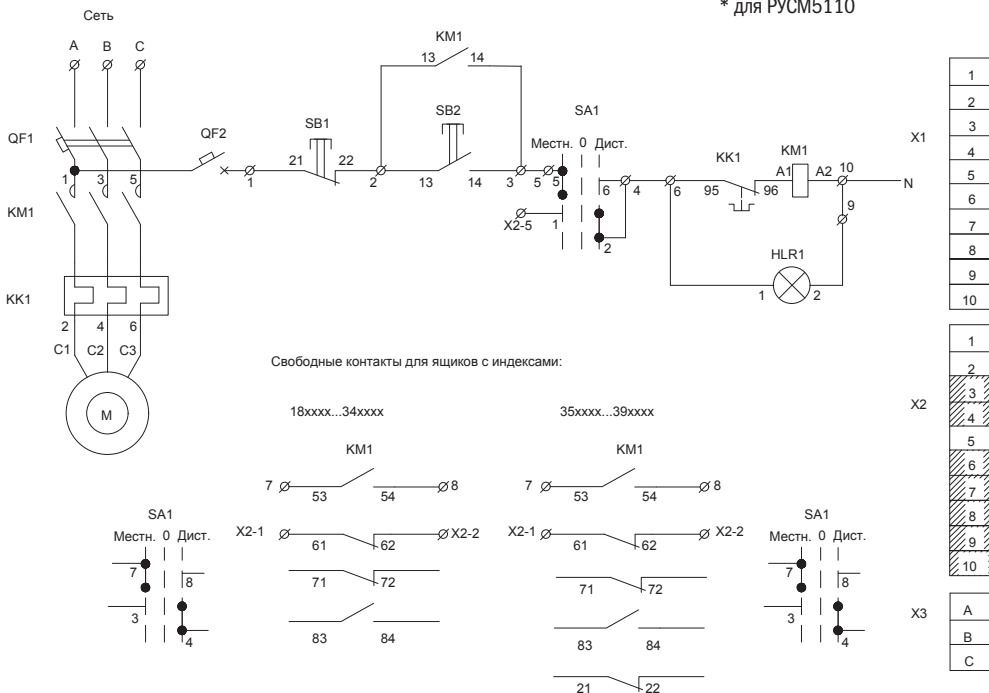 * для РУСМ5110
Сеть
A B C
KM1
13 14
QF1
QF2
SB1
SB2
SA1
Местн. 0 Дист.
KK1
KM1
21 22
1 3 5
1
2
13 14
3
5 5
6 4
6
95 96
A1 A2
10
N
X2-5
1
2
9
KM1
HLR1
1 2
KK1
2 4 6
C1 C2 C3
M
Свободные контакты для ящиков с индексами:
18xxxx...34xxxx
35xxxx...39xxxx
KM1
KM1
7 53 54 8
7 53 54 8
SA1
Местн. 0 Дист.
7 8
3 4
X2-1 61 62 X2-2
X2-1 61 62 X2-2
71 72
71 72
83 84
83 84
21 22
SA1
Местн. 0 Дист.
7 8
3 4
X1
1
2
3
4
5
6
7
8
9
10
X2
1
2
3
4
5
6
7
8
9
10
X3
A
B
C